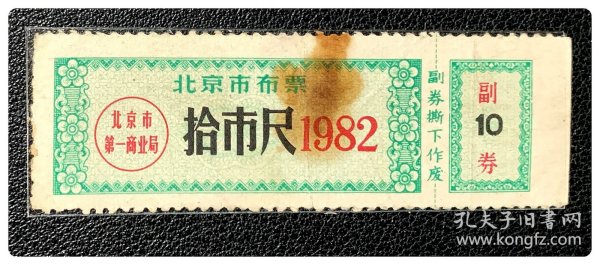 北京市布票
北京市
第一商业局
拾市尺1982
副券撕下作废
副
10
券
孔夫子旧书网
www.kongfz.com